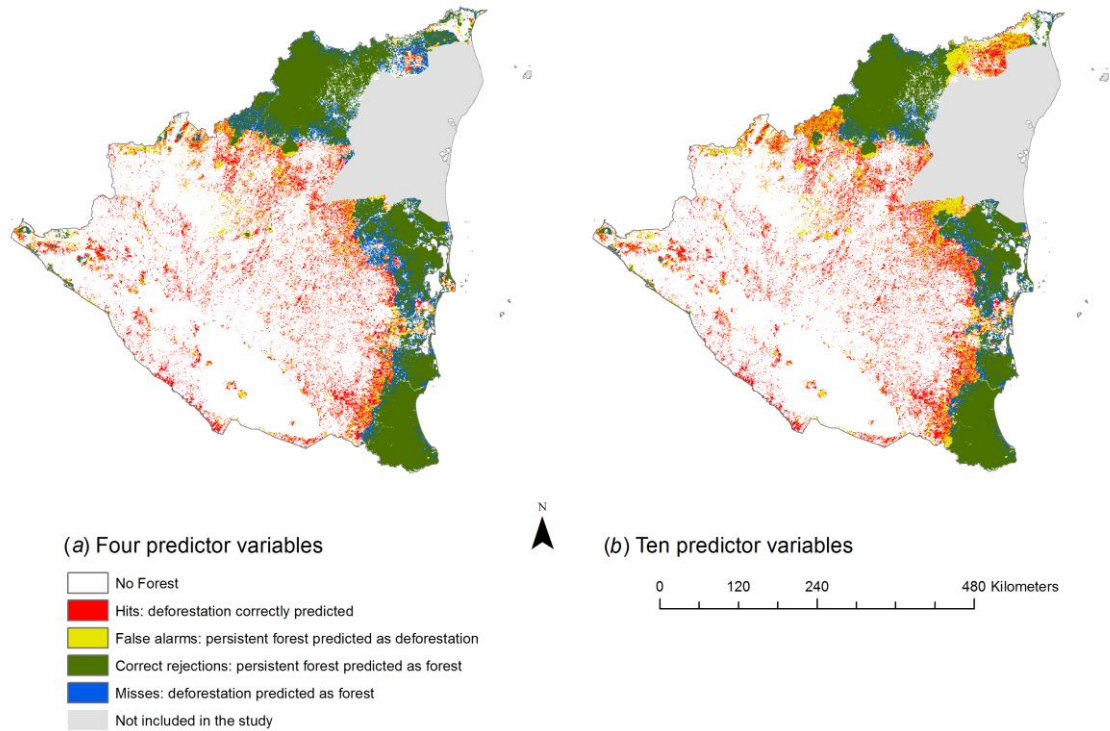 N
(a) Four predictor variables
No Forest
Hits: deforestation correctly predicted
False alarms: persistent forest predicted as deforestation
Correct rejections: persistent forest predicted as forest
Misses: deforestation predicted as forest
Not included in the study
(b) Ten predictor variables
0 120 240 480 Kilometers